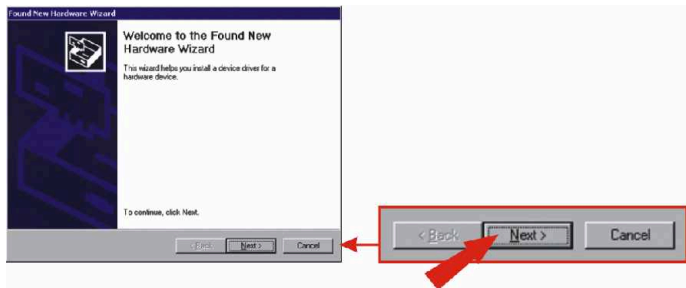 Found New Hardware Wizard
Welcome to the Found New
Hardware Wizard
This wizard helps you install a device driver for a
hardware device.
To continue, click Next.
< Back Next > Cancel
< Back Next > Cancel